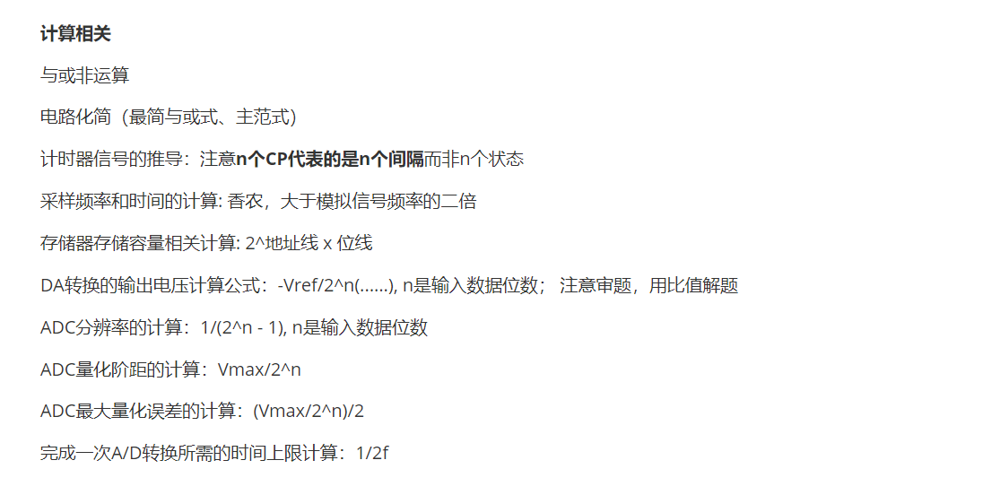 计算相关
与或非运算
电路化简（最简与或式、主范式）
计时器信号的推导：注意n个CP代表的是n个间隔而非n个状态
采样频率和时间的计算: 香农，大于模拟信号频率的二倍
存储器存储容量相关计算: 2^地址线 x 位线
DA转换的输出电压计算公式：-Vref/2^n(......), n是输入数据位数； 注意审题，用比值解题
ADC分辨率的计算：1/(2^n - 1), n是输入数据位数
ADC量化阶距的计算：Vmax/2^n
ADC最大量化误差的计算：(Vmax/2^n)/2
完成一次A/D转换所需的时间上限计算：1/2f